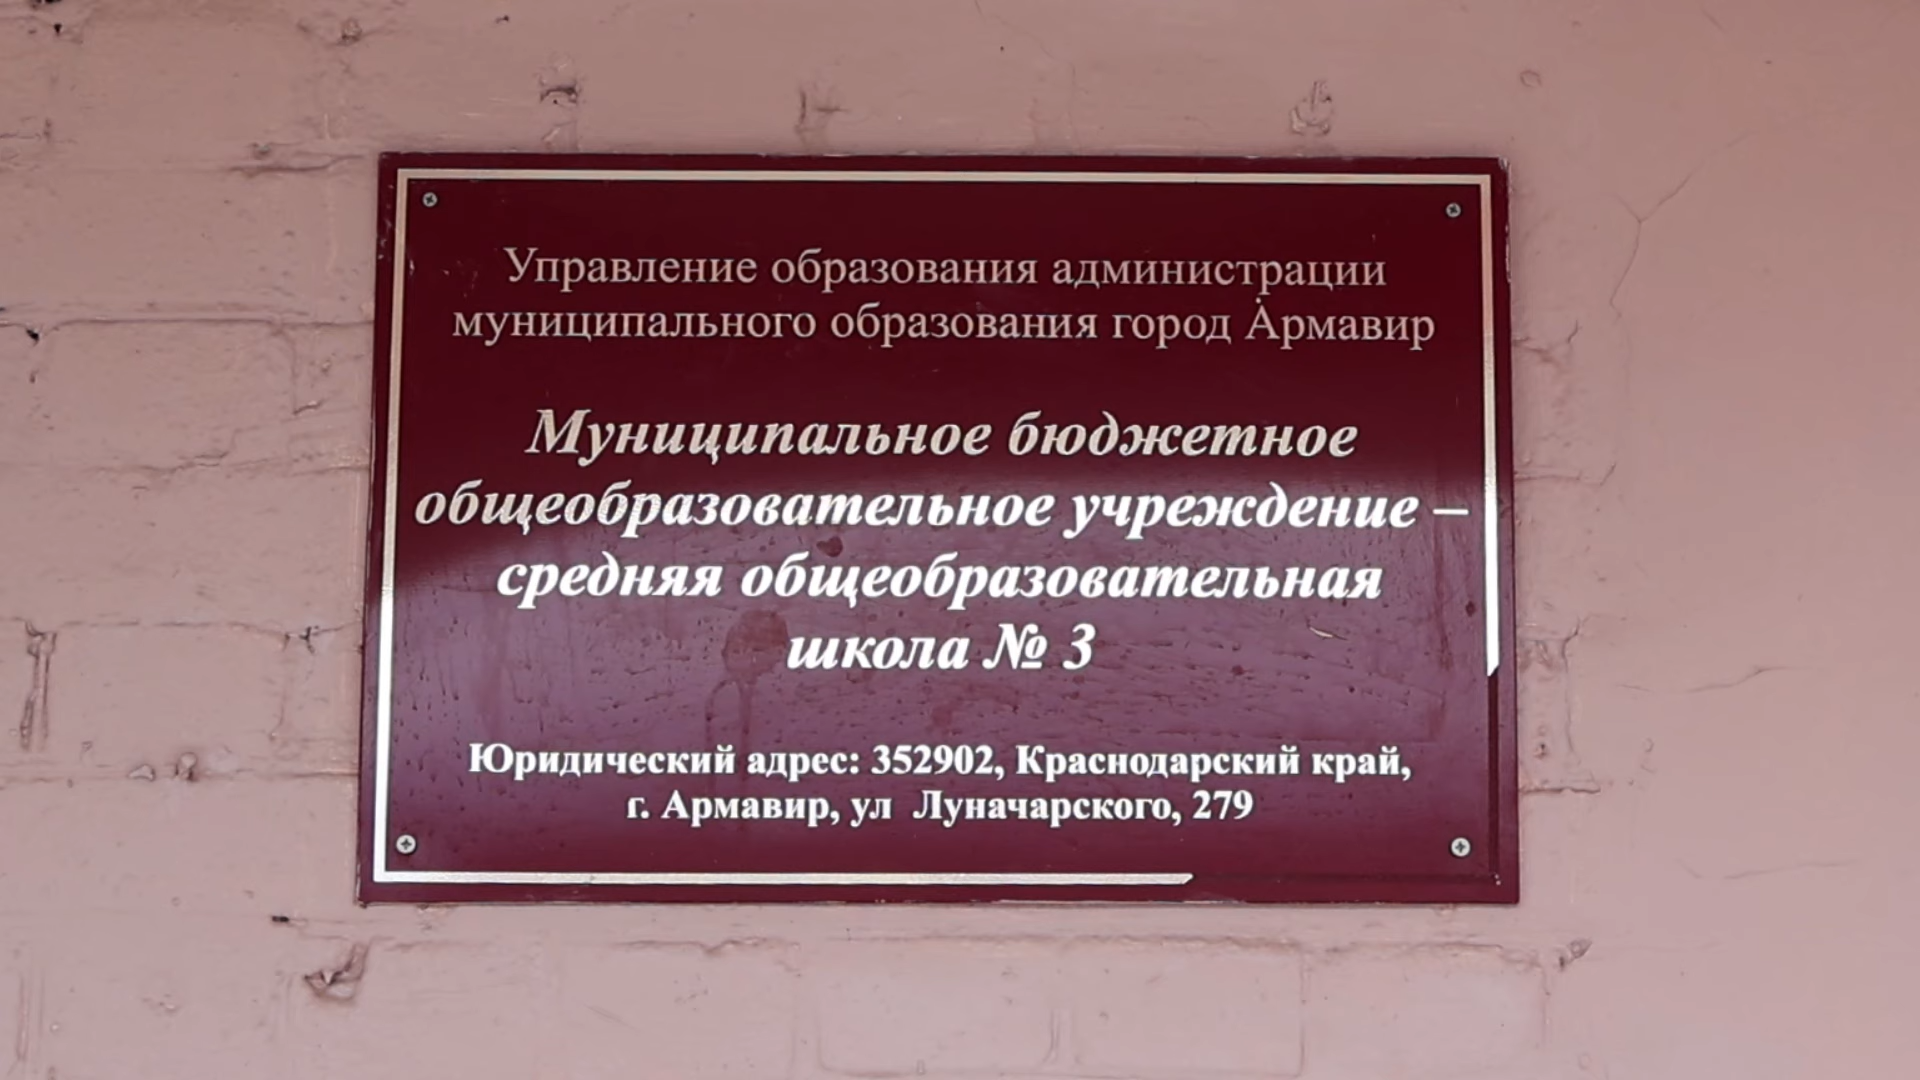 Управление образования администрации
муниципального образования город Армавир
Муниципальное бюджетное
общеобразовательное учреждение –
средняя общеобразовательная
школа № 3
Юридический адрес: 352902, Краснодарский край,
г. Армавир, ул Луначарского, 279